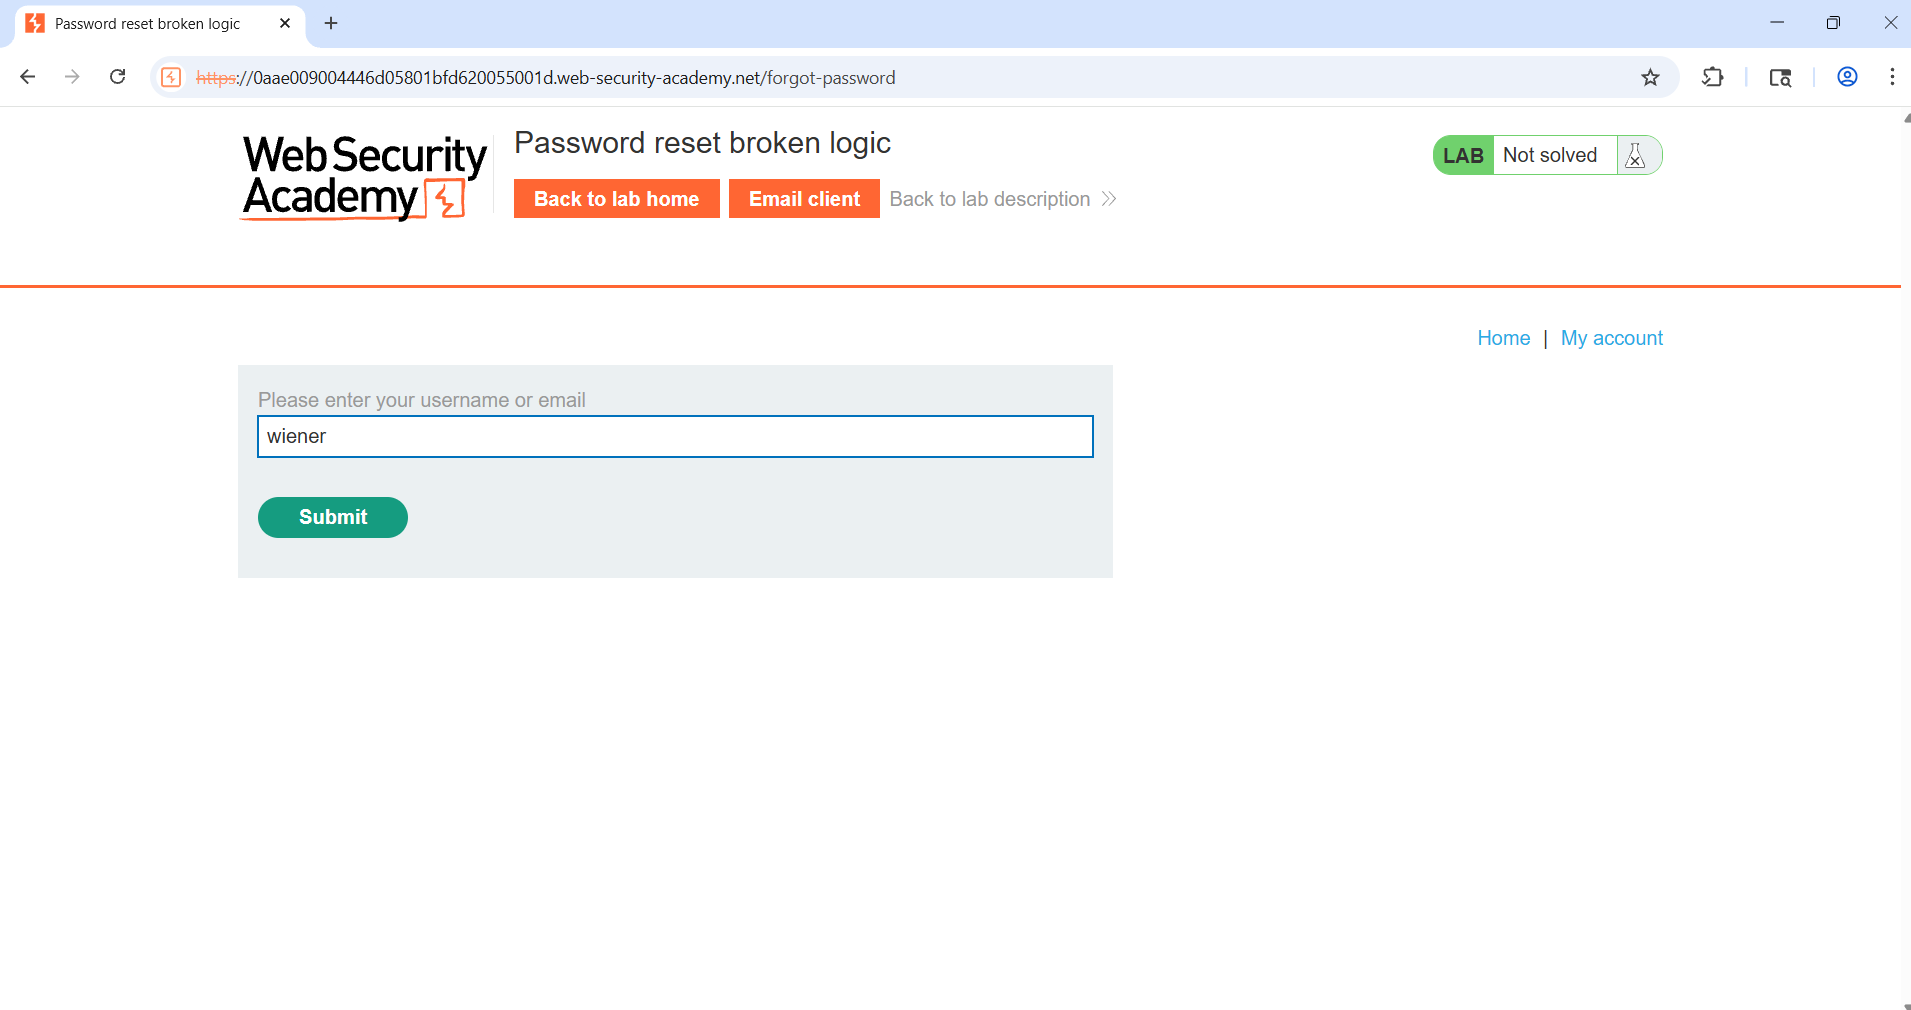 Password reset broken logic
https://0aae009004446d05801bfd620055001d.web-security-academy.net/forgot-password
Web Security
Academy
Password reset broken logic
Back to lab home
Email client
Back to lab description
LAB Not solved
Home | My account
Please enter your username or email
wiener
Submit